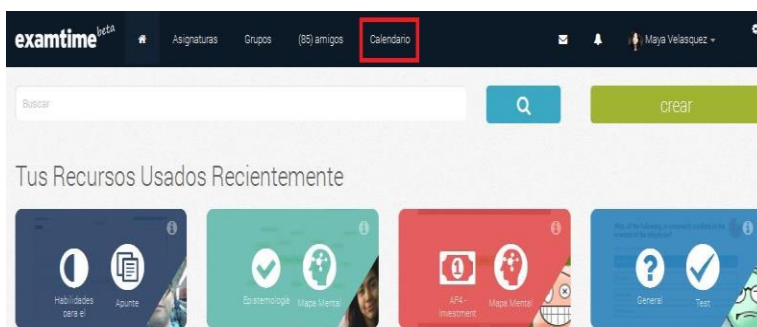 examtime beta
Asignaturas Grupos (85) amigos Calendario Maya Velasquez
Buscar
crear
Tus Recursos Usados Recientemente
Habilidades para el
Apunte
Epistemología
Mapa Mental
AF4 - Investment
Mapa Mental
General
Test